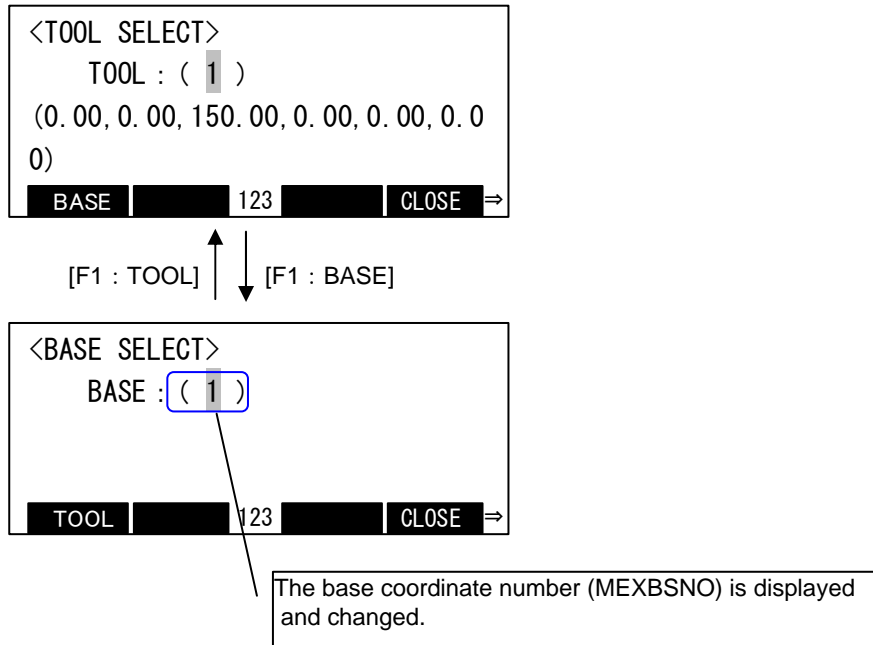 <TOOL SELECT>
TOOL : ( 1 )
(0.00,0.00,150.00,0.00,0.00,0.0
0)
BASE 123 CLOSE ⇒
[F1 : TOOL] [F1 : BASE]
<BASE SELECT>
BASE : ( 1 )
TOOL 123 CLOSE ⇒
The base coordinate number (MEXBSNO) is displayed
and changed.